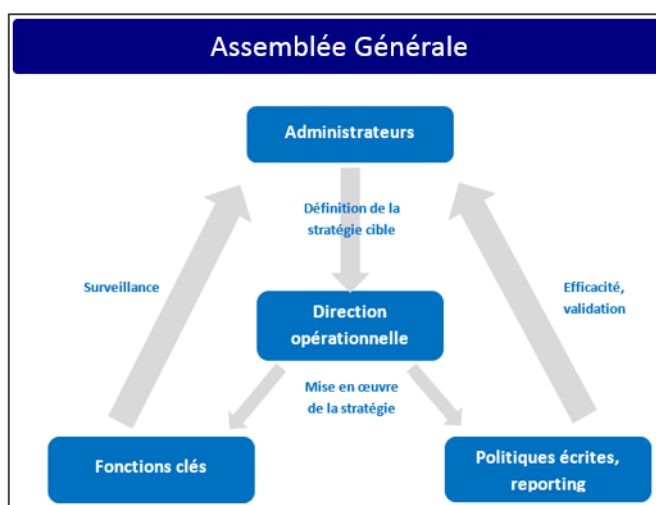 Assemblée Générale
Administrateurs
Définition de la
stratégie cible
Surveillance
Efficacité,
validation
Direction
opérationnelle
Mise en œuvre
de la stratégie
Fonctions clés
Politiques écrites,
reporting